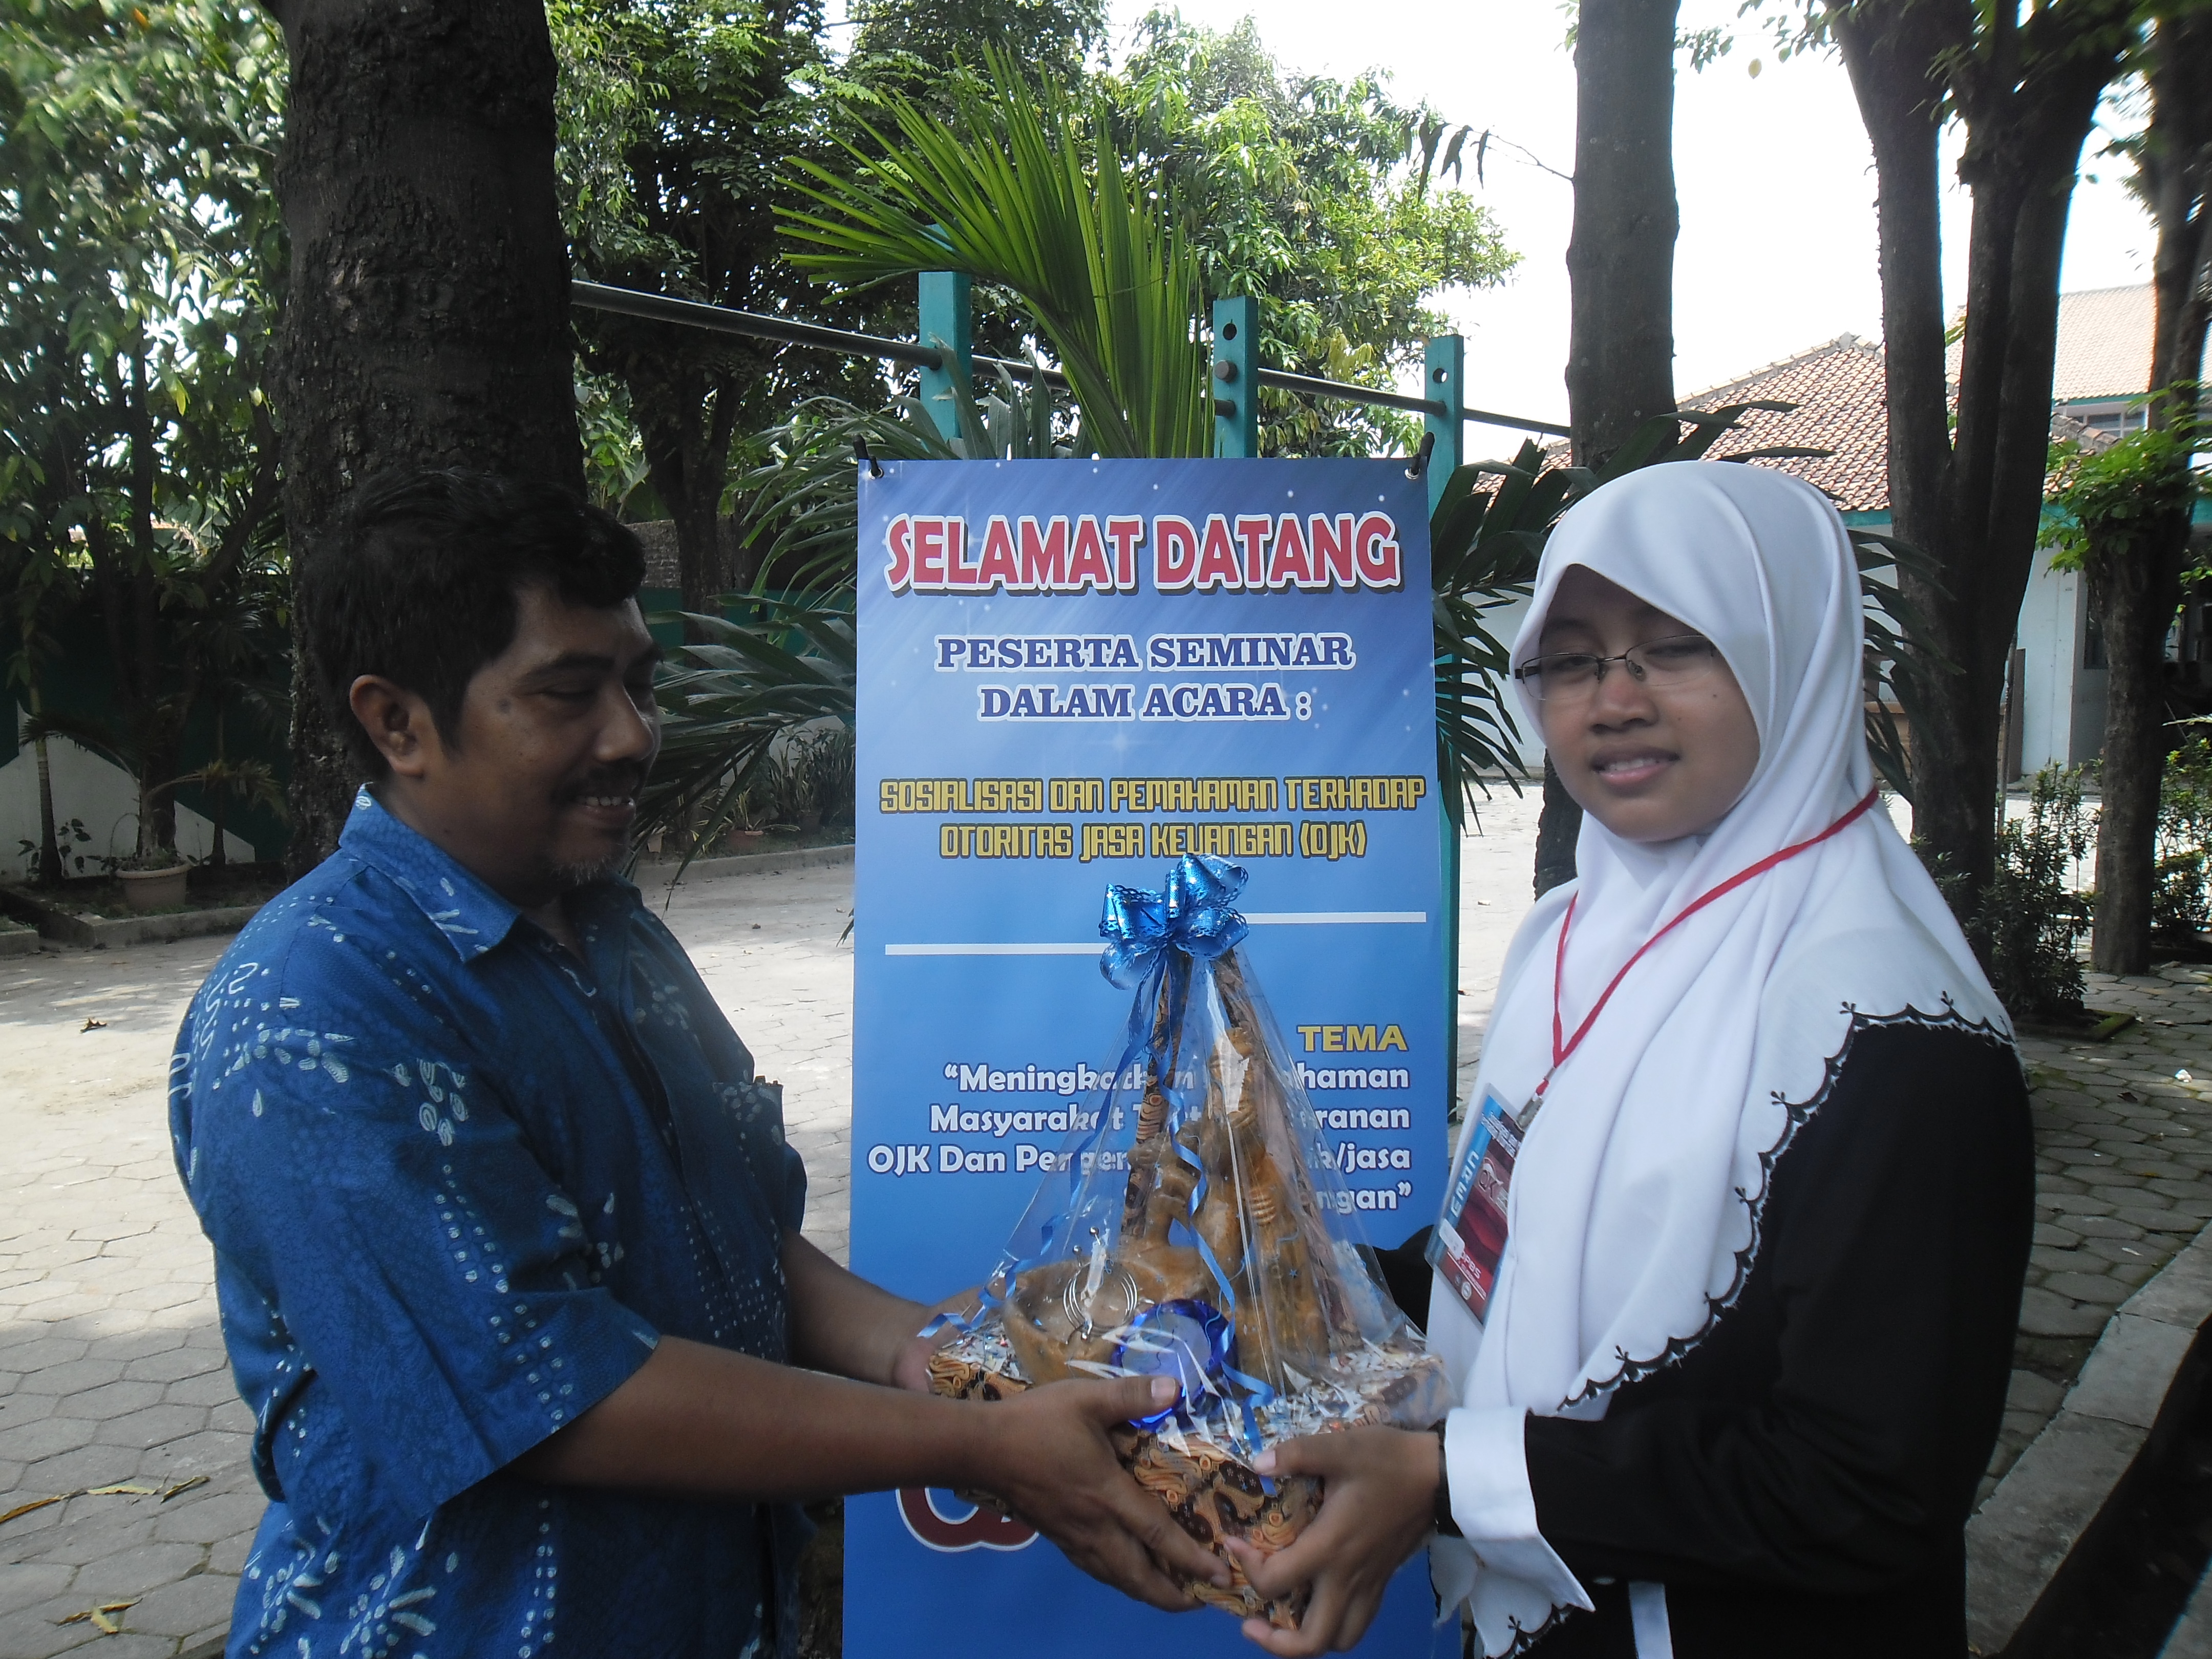 SELAMAT DATANG
PESERTA SEMINAR
DALAM ACARA :
SOSIALISASI DAN PEMAHAMAN TERHADAP
OTORITAS JASA KEUANGAN (OJK)
TEMA
“Meningkatkan
Masyarakat
OJK Dan
CREW